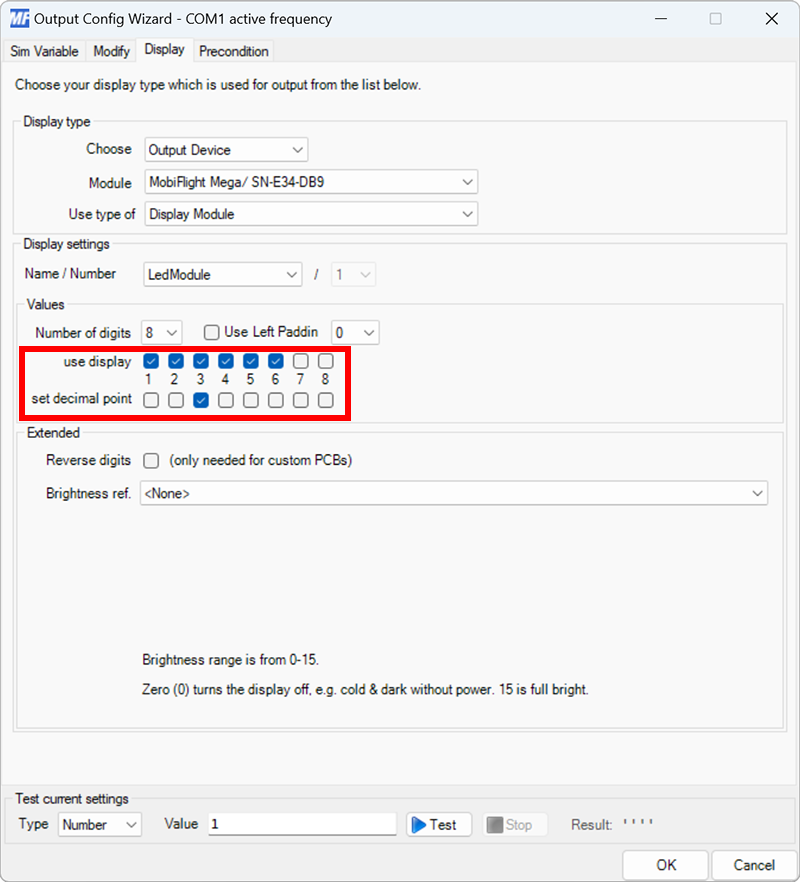 MF Output Config Wizard - COM1 active frequency
Sim Variable Modify Display Precondition
Choose your display type which is used for output from the list below.
Display type
Choose Output Device
Module MobiFlight Mega/ SN-E34-DB9
Use type of Display Module
Display settings
Name / Number LedModule / 1
Values
Number of digits 8 Use Left Paddin 0
use display
1 2 3 4 5 6 7 8
set decimal point
Extended
Reverse digits (only needed for custom PCBs)
Brightness ref. <None>
Brightness range is from 0-15.
Zero (0) turns the display off, e.g. cold & dark without power. 15 is full bright.
Test current settings
Type Number Value 1 Test Stop Result: ' ' ' '
OK Cancel